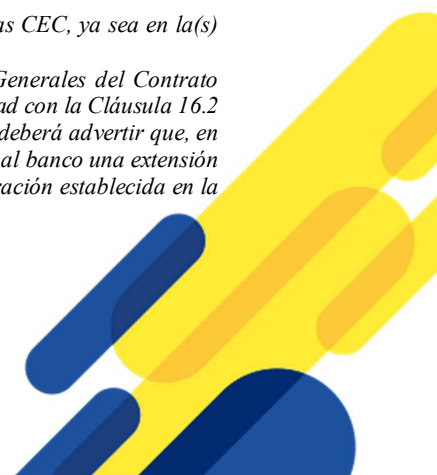 as CEC, ya sea en la(s)
Generales del Contrato
ad con la Cláusula 16.2
deberá advertir que, en
al banco una extensión
ración establecida en la